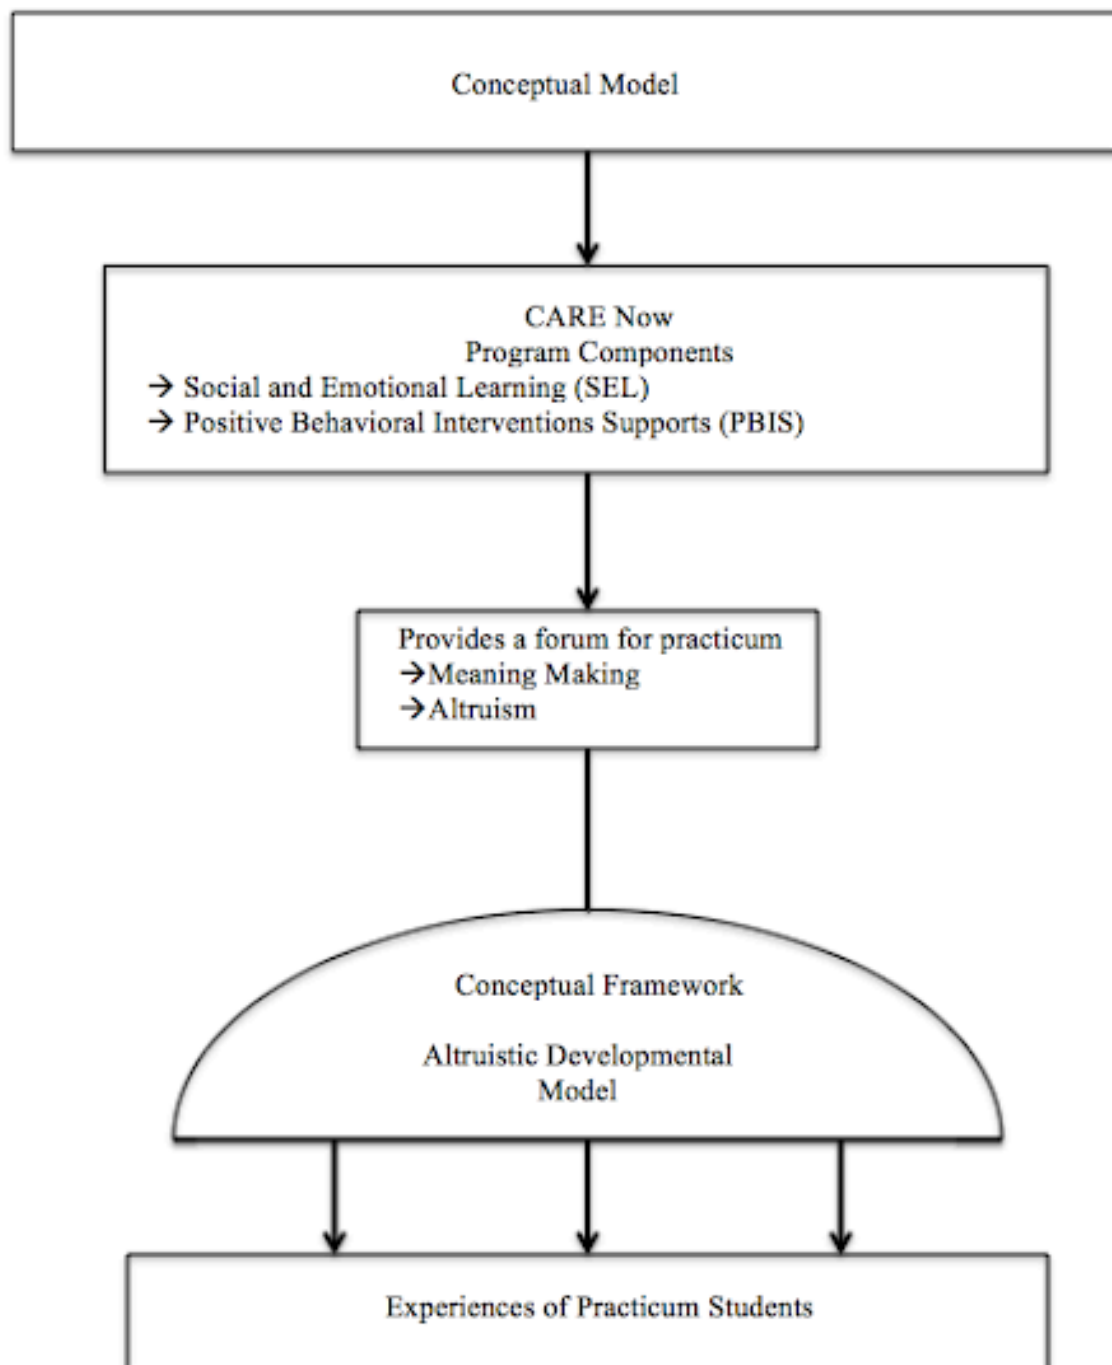 Conceptual Model
CARE Now
Program Components
→ Social and Emotional Learning (SEL)
→ Positive Behavioral Interventions Supports (PBIS)
Provides a forum for practicum
→Meaning Making
→Altruism
Conceptual Framework
Altruistic Developmental
Model
Experiences of Practicum Students